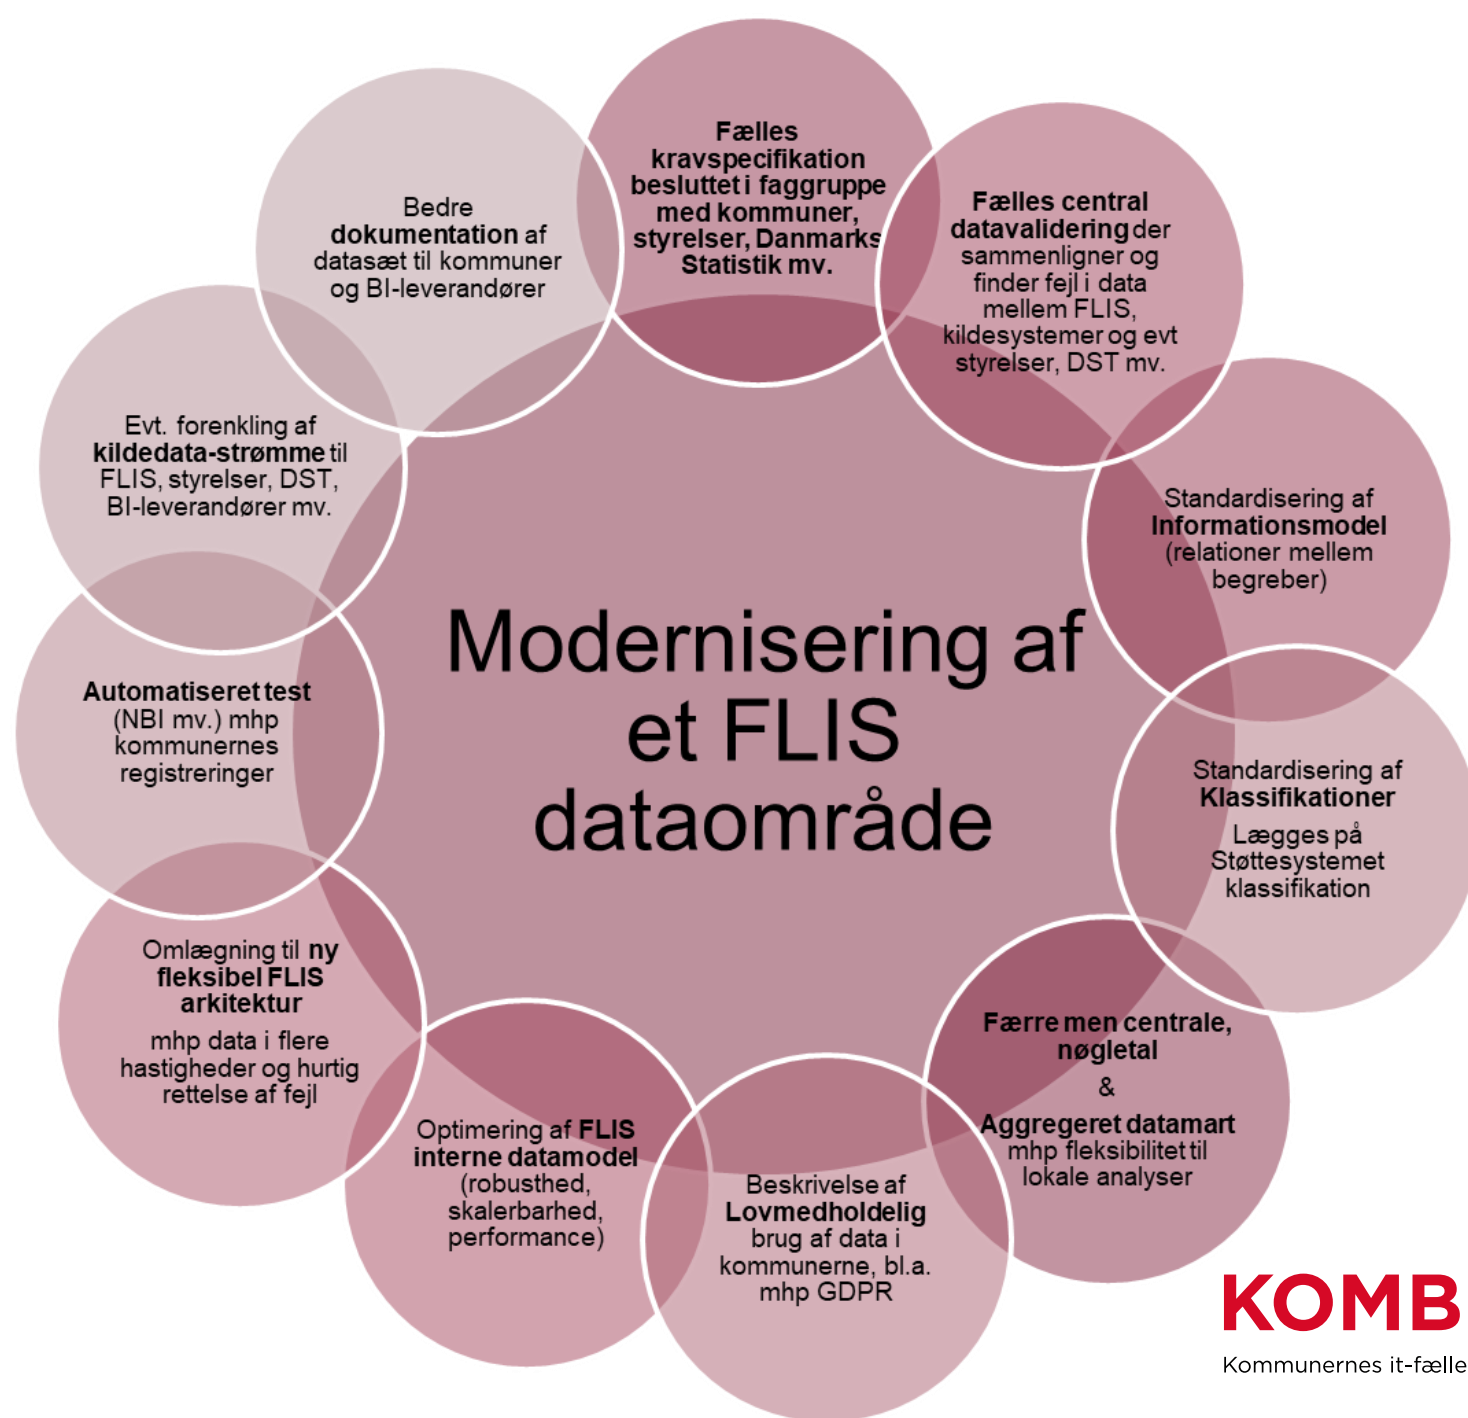 Fælles
kravspecifikation
besluttet i faggruppe
med kommuner,
styrelser, Danmarks
Statistik mv.
Fælles central
datavalidering der
sammenligner og
finder fejl i data
mellem FLIS,
kildesystemer og evt
styrelser, DST mv.
Standardisering af
Informationsmodel
(relationer mellem
begreber)
Standardisering af
Klassifikationer
Lægges på
Støttesystemet
klassifikation
Færre men centrale,
nøgletal
&
Aggregeret datamart
mhp fleksibilitet til
lokale analyser
Beskrivelse af
Lovmedholdelig
brug af data i
kommunerne, bl.a.
mhp GDPR
Optimering af FLIS
interne datamodel
(robusthed,
skalerbarhed,
performance)
Omlægning til ny
fleksibel FLIS
arkitektur
mhp data i flere
hastigheder og hurtig
rettelse af fejl
Automatiseret test
(NBI mv.) mhp
kommunernes
registreringer
Evt. forenkling af
kildedata-strømme til
FLIS, styrelser, DST,
BI-leverandører mv.
Bedre
dokumentation af
datasæt til kommuner
og BI-leverandører
Modernisering af
et FLIS
dataområde
KOMB
Kommunernes it-fælle